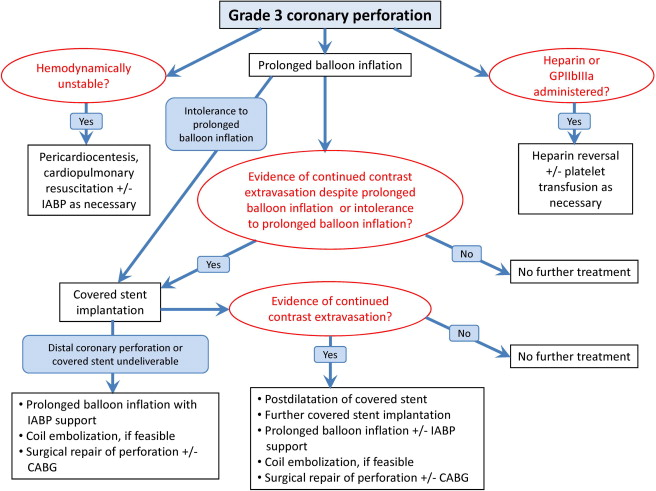 Grade 3 coronary perforation
Hemodynamically
unstable?
Prolonged balloon inflation
Heparin or
GPIIbIIIa
administered?
Yes
Intolerance to
prolonged
balloon inflation
Yes
Pericardiocentesis,
cardiopulmonary
resuscitation +/-
IABP as necessary
Heparin reversal
+/- platelet
transfusion as
necessary
Evidence of continued contrast
extravasation despite prolonged
balloon inflation or intolerance
to prolonged balloon inflation?
Yes
No
No further treatment
Covered stent
implantation
Evidence of continued
contrast extravasation?
No
No further treatment
Distal coronary perforation or
covered stent undeliverable
Yes
• Prolonged balloon inflation with
IABP support
• Coil embolization, if feasible
• Surgical repair of perforation +/-
CABG
• Postdilatation of covered stent
• Further covered stent implantation
• Prolonged balloon inflation +/- IABP
support
• Coil embolization, if feasible
• Surgical repair of perforation +/- CABG